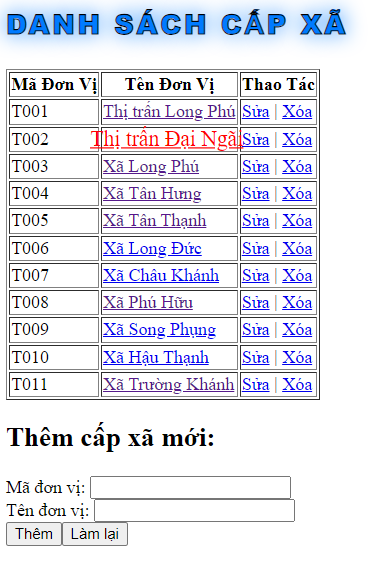 DANH SÁCH CẤP XÃ
Mã Đơn Vị Tên Đơn Vị Thao Tác
T001 Thị trấn Long Phú Sửa | Xóa
T002 Thị trấn Đại Ngãi Sửa | Xóa
T003 Xã Long Phú Sửa | Xóa
T004 Xã Tân Hưng Sửa | Xóa
T005 Xã Tân Thạnh Sửa | Xóa
T006 Xã Long Đức Sửa | Xóa
T007 Xã Châu Khánh Sửa | Xóa
T008 Xã Phú Hữu Sửa | Xóa
T009 Xã Song Phụng Sửa | Xóa
T010 Xã Hậu Thạnh Sửa | Xóa
T011 Xã Trường Khánh Sửa | Xóa
Thêm cấp xã mới:
Mã đơn vị:
Tên đơn vị:
Thêm Làm lại